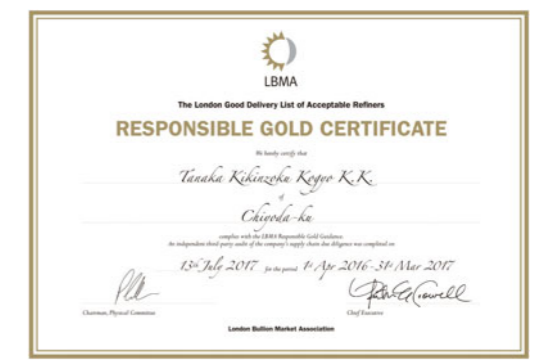 LBMA
The London Good Delivery List of Acceptable Refiners
RESPONSIBLE GOLD CERTIFICATE
We hereby certify that
Tanaka Kikinzoku Kogyo K.K.
of
Chiyoda-ku
complies with the LBMA Responsible Gold Guidance.
An independent third-party audit of the company's supply chain due diligence was completed on
13th July 2017 for the period 1st Apr 2016-31st Mar 2017
Chairman, Physical Committee Chief Executive
London Bullion Market Association